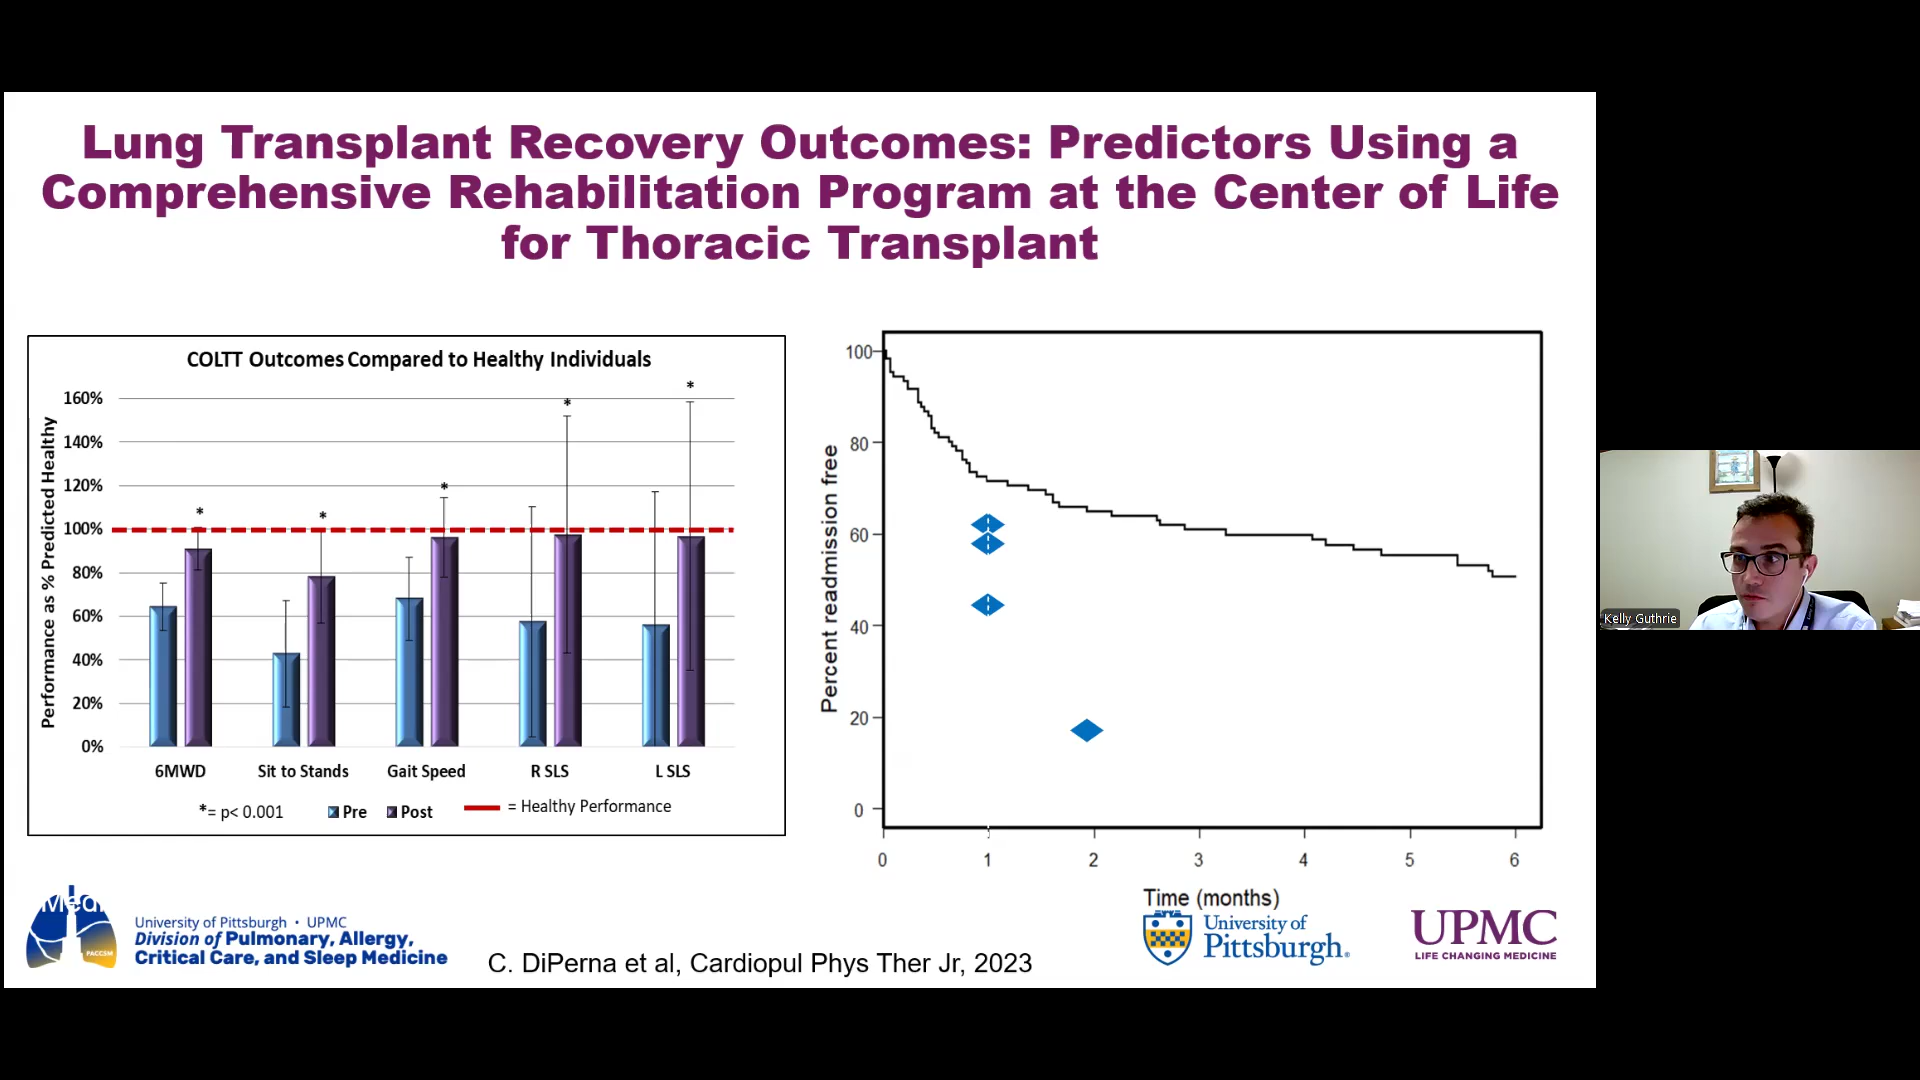 Lung Transplant Recovery Outcomes: Predictors Using a
Comprehensive Rehabilitation Program at the Center of Life
for Thoracic Transplant
COLTT Outcomes Compared to Healthy Individuals
Performance as % Predicted Healthy
160%
140%
120%
100%
80%
60%
40%
20%
0%
*
*
*
*
*
6MWD
Sit to Stands
Gait Speed
R SLS
L SLS
*= p< 0.001
Pre
Post
= Healthy Performance
Percent readmission free
100
80
60
40
20
0
0
1
2
3
4
5
6
Time (months)
Kelly Guthrie
Medi
PACCSM
University of Pittsburgh • UPMC
Division of Pulmonary, Allergy,
Critical Care, and Sleep Medicine
C. DiPerna et al, Cardiopul Phys Ther Jr, 2023
University of
Pittsburgh®
UPMC
LIFE CHANGING MEDICINE